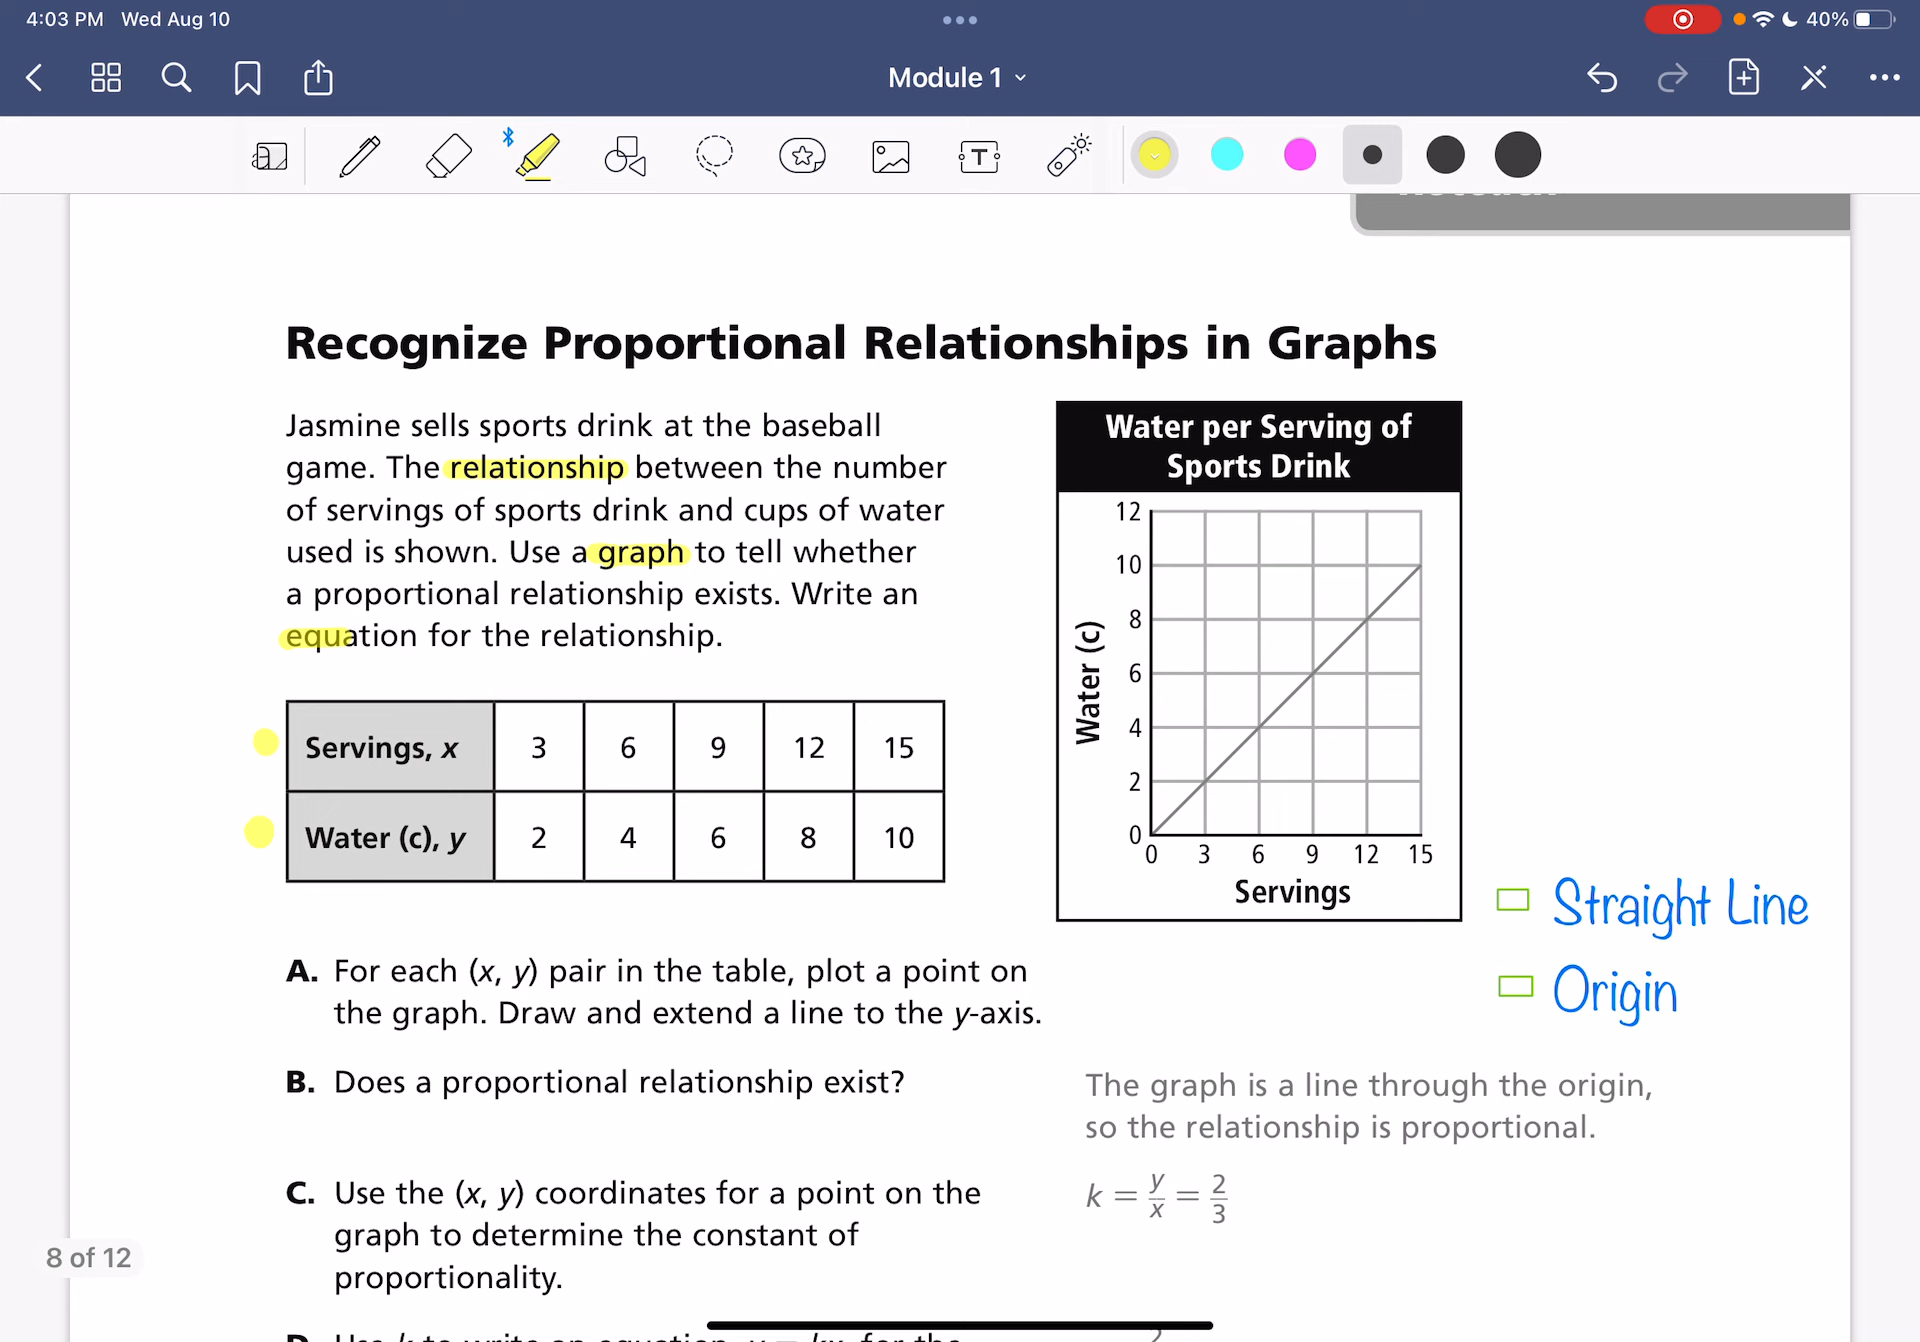 4:03 PM Wed Aug 10
40%
Module 1
T
Recognize Proportional Relationships in Graphs
Jasmine sells sports drink at the baseball
game. The relationship between the number
of servings of sports drink and cups of water
used is shown. Use a graph to tell whether
a proportional relationship exists. Write an
equation for the relationship.
Servings, x 3 6 9 12 15
Water (c), y 2 4 6 8 10
Water per Serving of
Sports Drink
12
10
8
6
4
2
0
Water (c)
0 3 6 9 12 15
Servings
Straight Line
Origin
A. For each (x, y) pair in the table, plot a point on
the graph. Draw and extend a line to the y-axis.
B. Does a proportional relationship exist?
The graph is a line through the origin,
so the relationship is proportional.
C. Use the (x, y) coordinates for a point on the
graph to determine the constant of
proportionality.
k = y/x = 2/3
8 of 12